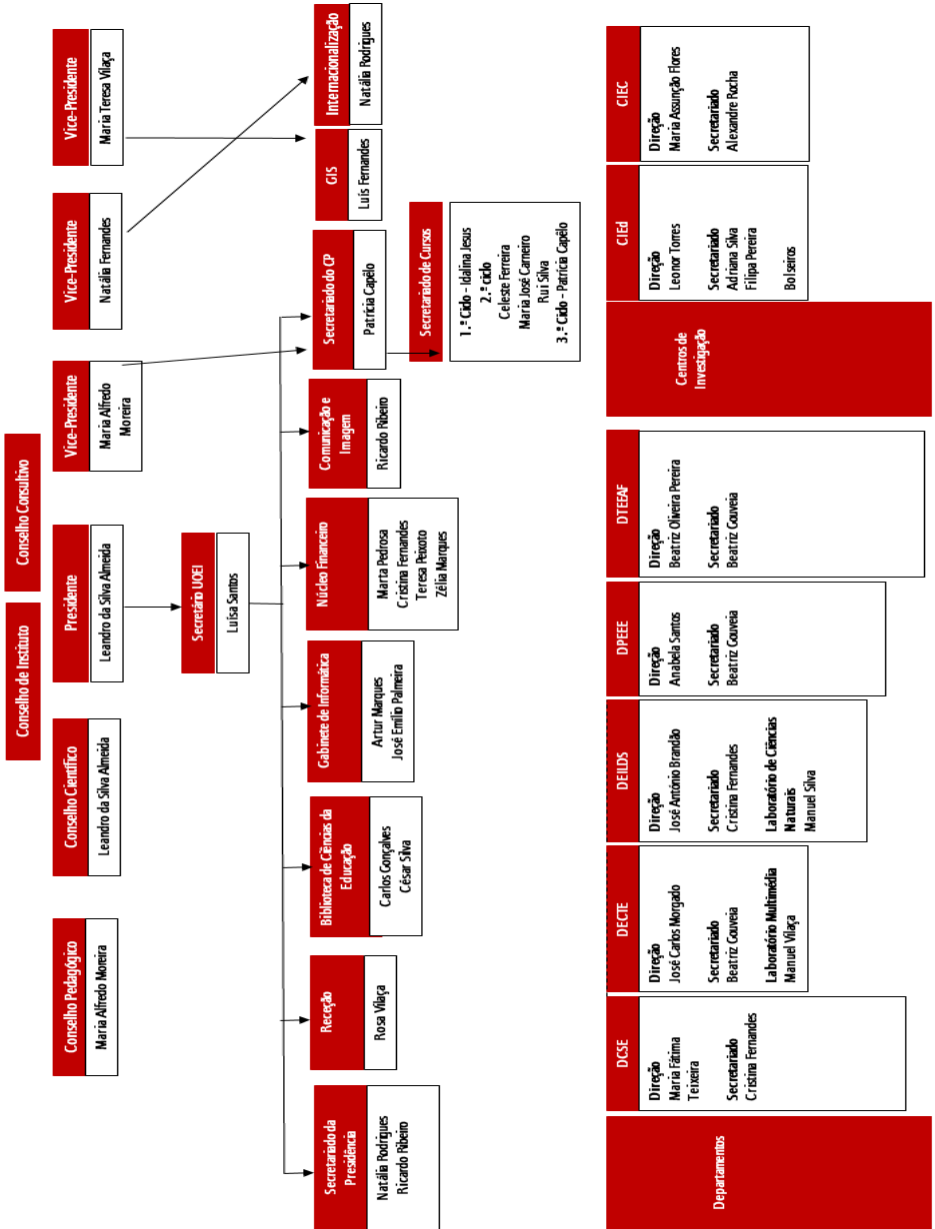 Conselho de Instituto
Conselho Consultivo
Conselho Pedagógico
Maria Alfredo Moreira
Conselho Científico
Leandro da Silva Almeida
Presidente
Leandro da Silva Almeida
Vice-Presidente
Maria Alfredo
Moreira
Vice-Presidente
Natália Fernandes
Vice-Presidente
Maria Teresa Vilaça
Secretário UOEI
Luísa Santos
Secretariado da
Presidência
Natália Rodrigues
Ricardo Ribeiro
Receção
Rosa Vilaça
Biblioteca de Ciências da
Educação
Carlos Gonçalves
César Silva
Gabinete de Informática
Artur Marques
José Emílio Palmeira
Núcleo Financeiro
Marta Pedrosa
Cristina Fernandes
Teresa Peixoto
Zélia Marques
Comunicação e
Imagem
Ricardo Ribeiro
Secretariado do CP
Patrícia Capêlo
GIS
Luís Fernandes
Internacionalização
Natália Rodrigues
Secretariado de Cursos
1.º Ciclo – Idalina Jesus
2.º ciclo
Celeste Ferreira
Maria José Carneiro
Rui Silva
3.º Ciclo – Patrícia Capêlo
Departamentos
DCSE
Direção
Maria Fátima
Teixeira
Secretariado
Cristina Fernandes
DECTE
Direção
José Carlos Morgado
Secretariado
Beatriz Gouveia
Laboratório Multimédia
Manuel Vilaça
DEILDS
Direção
José António Brandão
Secretariado
Cristina Fernandes
Laboratório de Ciências
Naturais
Manuel Silva
DPEEE
Direção
Anabela Santos
Secretariado
Beatriz Gouveia
DTEEAF
Direção
Beatriz Oliveira Pereira
Secretariado
Beatriz Gouveia
Centros de
Investigação
CIEd
Direção
Leonor Torres
Secretariado
Adriana Silva
Filipa Pereira
Bolseiros
CIEC
Direção
Maria Assunção Flores
Secretariado
Alexandre Rocha